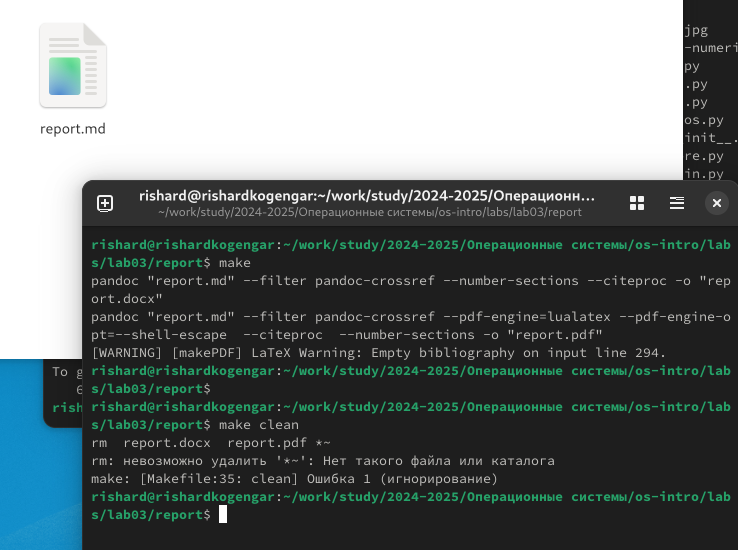 report.md
jpg
-numeri
py
.py
.py
os.py
init__.
re.py
in.py
rishard@rishardkogengar:~/work/study/2024-2025/Операционн...
~/work/study/2024-2025/Операционные системы/os-intro/labs/lab03/report
rishard@rishardkogengar:~/work/study/2024-2025/Операционные системы/os-intro/lab
s/lab03/report$ make
pandoc "report.md" --filter pandoc-crossref --number-sections --citeproc -o "rep
ort.docx"
pandoc "report.md" --filter pandoc-crossref --pdf-engine=lualatex --pdf-engine-o
pt=--shell-escape  --citeproc  --number-sections -o "report.pdf"
[WARNING] [makePDF] LaTeX Warning: Empty bibliography on input line 294.
rishard@rishardkogengar:~/work/study/2024-2025/Операционные системы/os-intro/lab
s/lab03/report$
rishard@rishardkogengar:~/work/study/2024-2025/Операционные системы/os-intro/lab
s/lab03/report$ make clean
rm  report.docx  report.pdf *~
rm: невозможно удалить '*~': Нет такого файла или каталога
make: [Makefile:35: clean] Ошибка 1 (игнорирование)
rishard@rishardkogengar:~/work/study/2024-2025/Операционные системы/os-intro/lab
s/lab03/report$
To g
rish